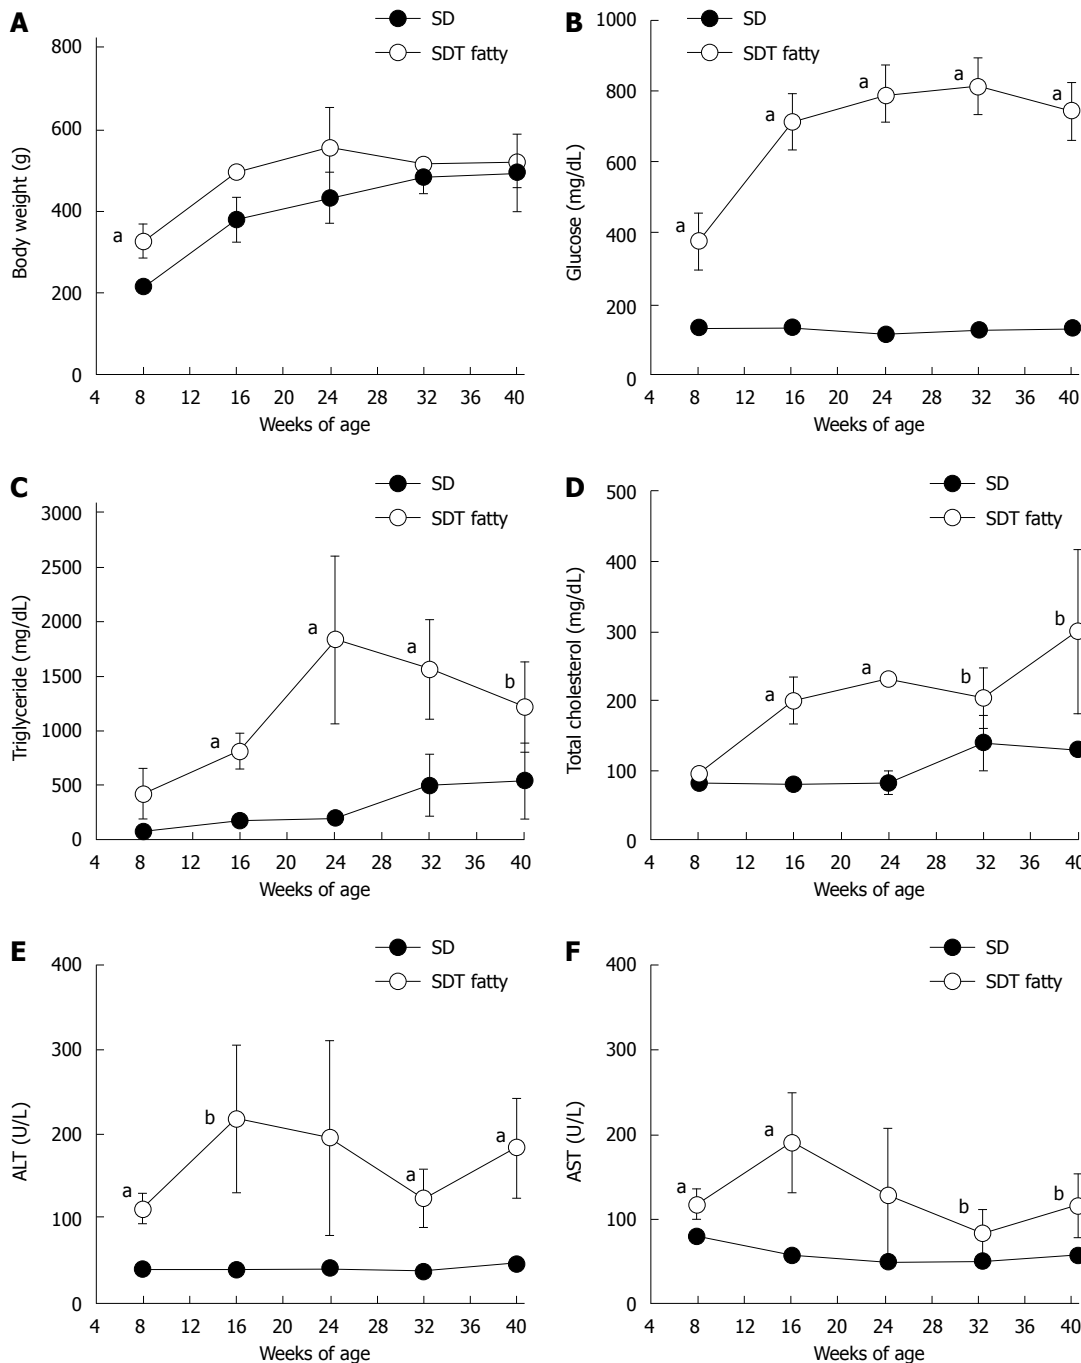 A
SD
SDT fatty
Body weight (g)
800
600
400
200
0
a
4 8 12 16 20 24 28 32 36 40
Weeks of age
B
SD
SDT fatty
Glucose (mg/dL)
1000
800
600
400
200
0
a
a
a
a
a
4 8 12 16 20 24 28 32 36 40
Weeks of age
C
SD
SDT fatty
Triglyceride (mg/dL)
3000
2500
2000
1500
1000
500
0
a
a
a
b
4 8 12 16 20 24 28 32 36 40
Weeks of age
D
SD
SDT fatty
Total cholesterol (mg/dL)
500
400
300
200
100
0
a
a
b
b
4 8 12 16 20 24 28 32 36 40
Weeks of age
E
SD
SDT fatty
ALT (U/L)
400
300
200
100
0
a
b
a
a
4 8 12 16 20 24 28 32 36 40
Weeks of age
F
SD
SDT fatty
AST (U/L)
400
300
200
100
0
a
a
b
b
4 8 12 16 20 24 28 32 36 40
Weeks of age